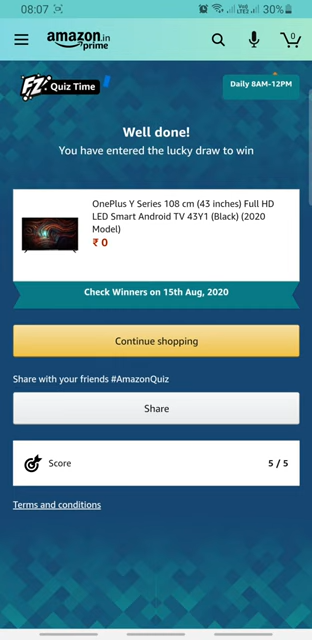 08:07
30%
amazon.in
prime
0
FZ Quiz Time
Daily 8AM-12PM
Well done!
You have entered the lucky draw to win
OnePlus Y Series 108 cm (43 inches) Full HD
LED Smart Android TV 43Y1 (Black) (2020
Model)
₹ 0
Check Winners on 15th Aug, 2020
Continue shopping
Share with your friends #AmazonQuiz
Share
Score
5 / 5
Terms and conditions